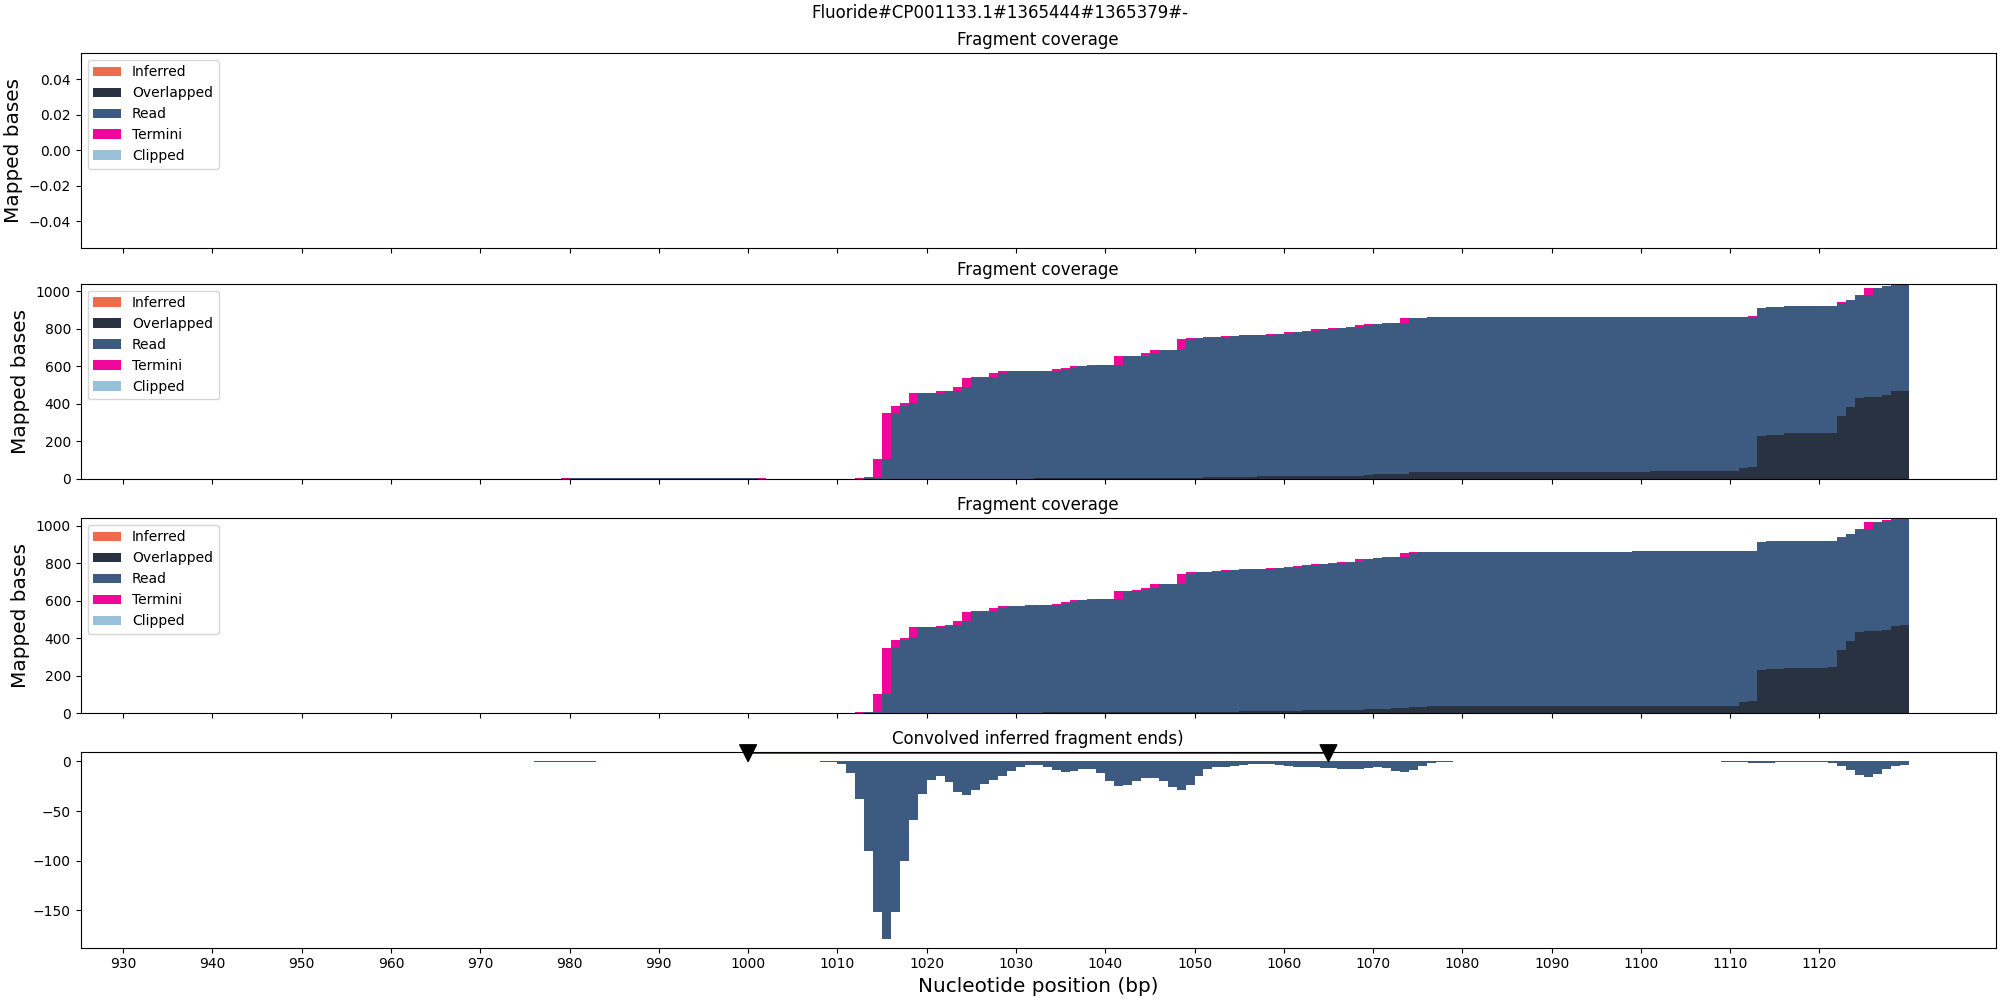 Fluoride#CP001133.1#1365444#1365379#-
Fragment coverage
Mapped bases
0.04
0.02
0.00
−0.02
−0.04
Inferred
Overlapped
Read
Termini
Clipped
Fragment coverage
Mapped bases
1000
800
600
400
200
0
Inferred
Overlapped
Read
Termini
Clipped
Fragment coverage
Mapped bases
1000
800
600
400
200
0
Inferred
Overlapped
Read
Termini
Clipped
Convolved inferred fragment ends)
0
−50
−100
−150
930 940 950 960 970 980 990 1000 1010 1020 1030 1040 1050 1060 1070 1080 1090 1100 1110 1120
Nucleotide position (bp)